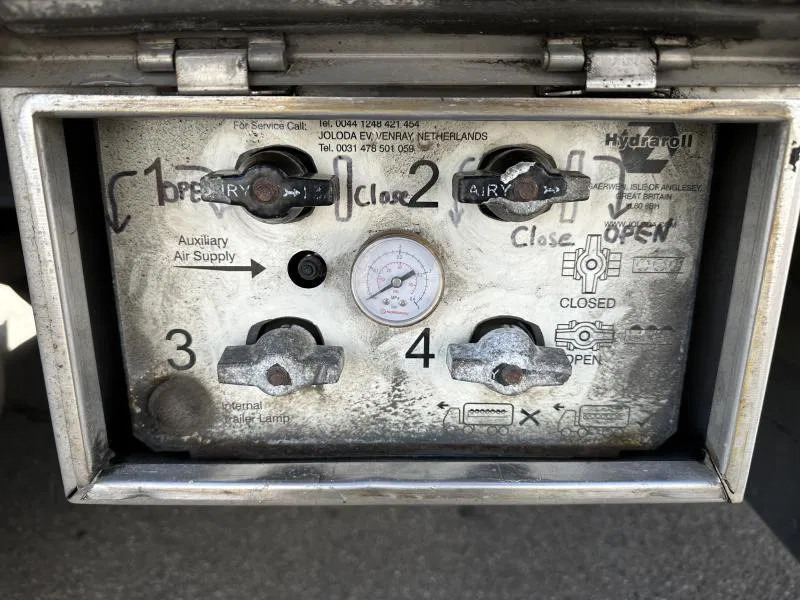 For Service Call:
Tel. 0044 1248 421 454
JOLODA EV, VENRAY, NETHERLANDS
Tel. 0031 478 501 059
Hydraroll
GAERWEN, ISLE OF ANGLESEY,
GREAT BRITAIN
1
OPEN
AIRY
Close
2
AIRY
Close
OPEN
Auxiliary
Air Supply
CLOSED
OPEN
3
4
Internal
Trailer Lamp